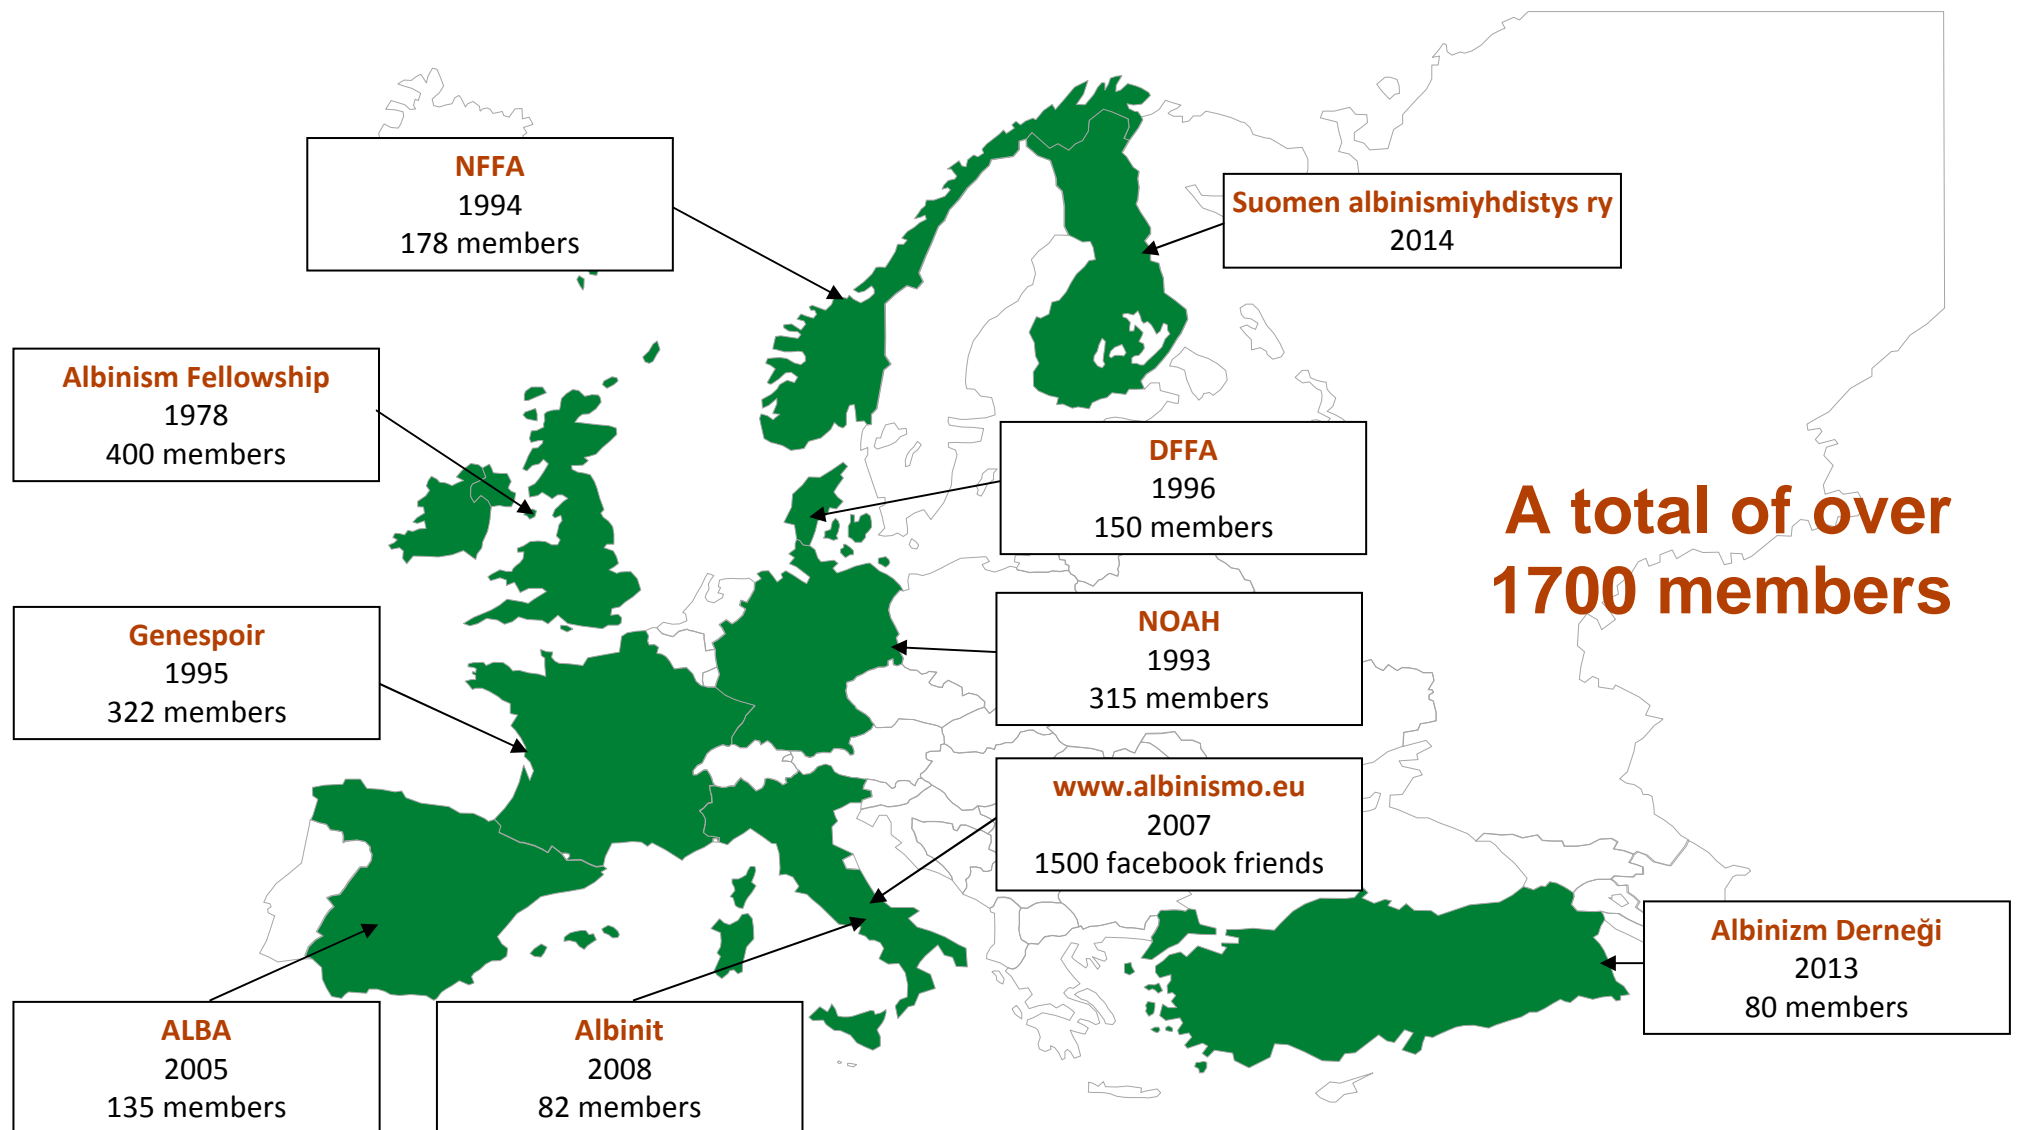 NFFA
1994
178 members
Suomen albinismiyhdistys ry
2014
Albinism Fellowship
1978
400 members
DFFA
1996
150 members
A total of over
1700 members
Genespoir
1995
322 members
NOAH
1993
315 members
www.albinismo.eu
2007
1500 facebook friends
Albinizm Derneği
2013
80 members
ALBA
2005
135 members
Albinit
2008
82 members